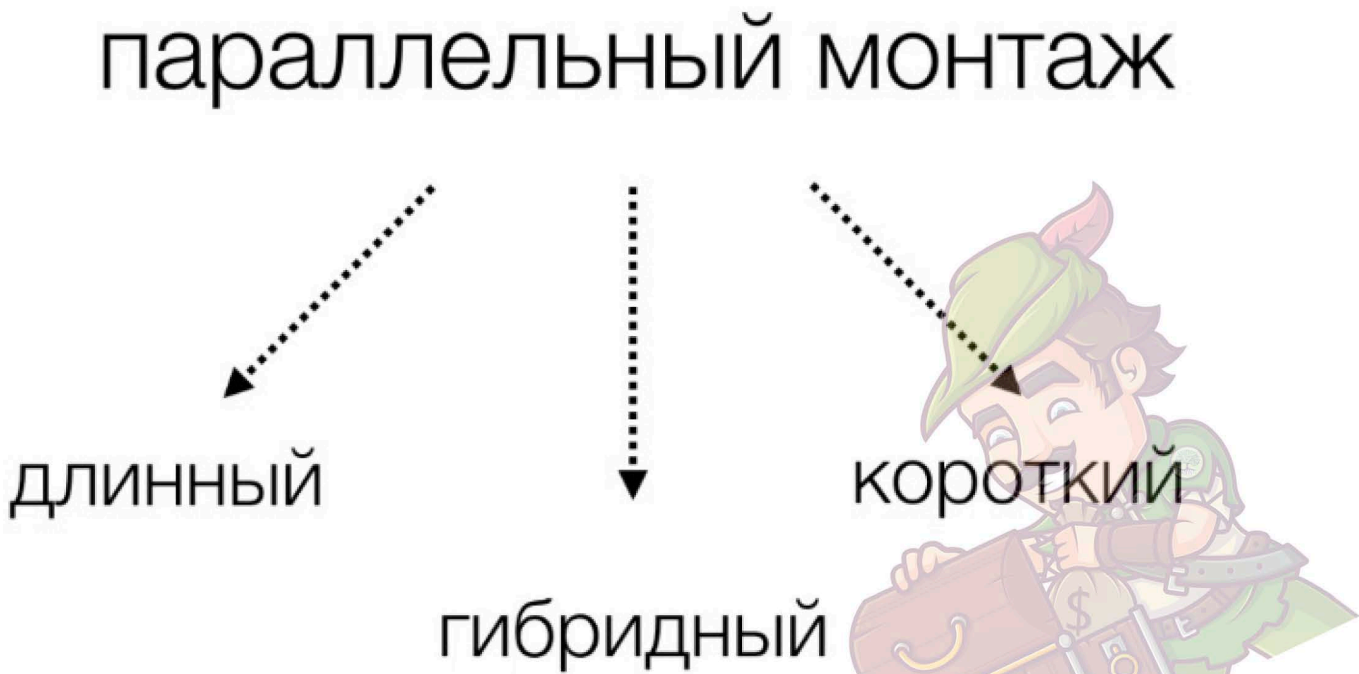 параллельный монтаж
длинный
короткий
гибридный
$